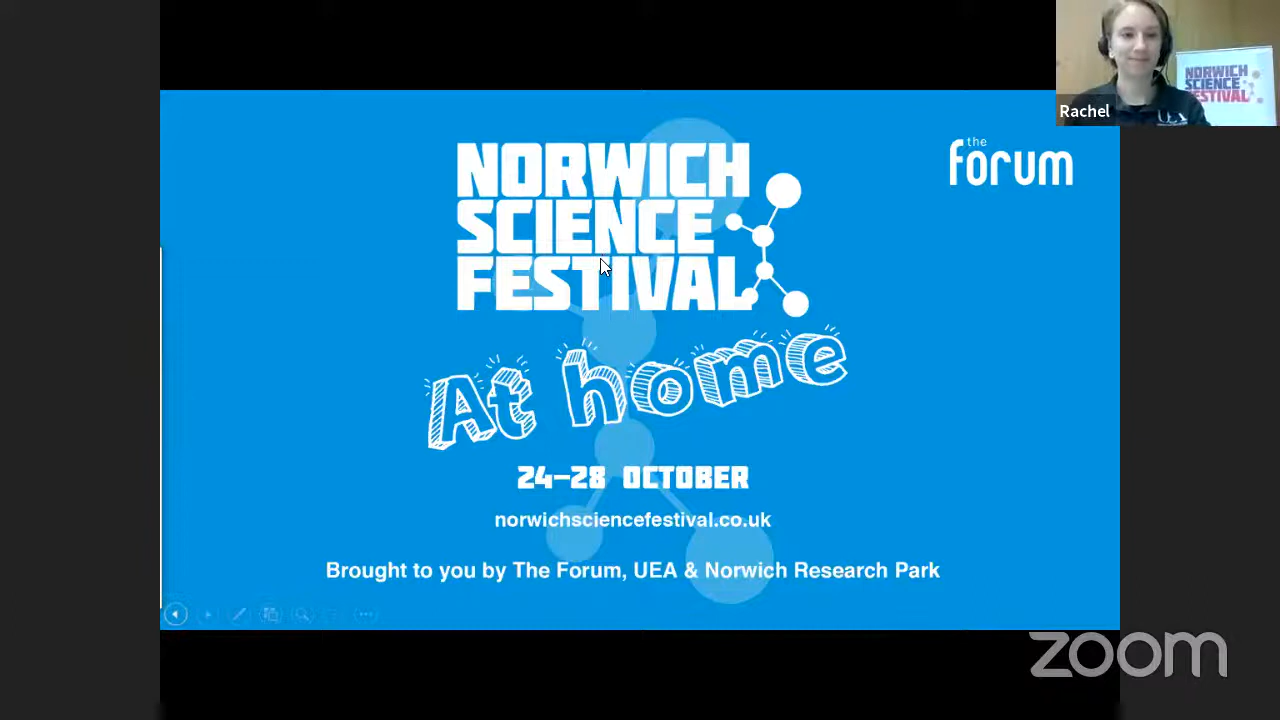 NORWICH
SCIENCE
FESTIVAL
Rachel
UEA
the
forum
NORWICH
SCIENCE
FESTIVAL
At home
24–28 OCTOBER
norwichsciencefestival.co.uk
Brought to you by The Forum, UEA & Norwich Research Park
zoom